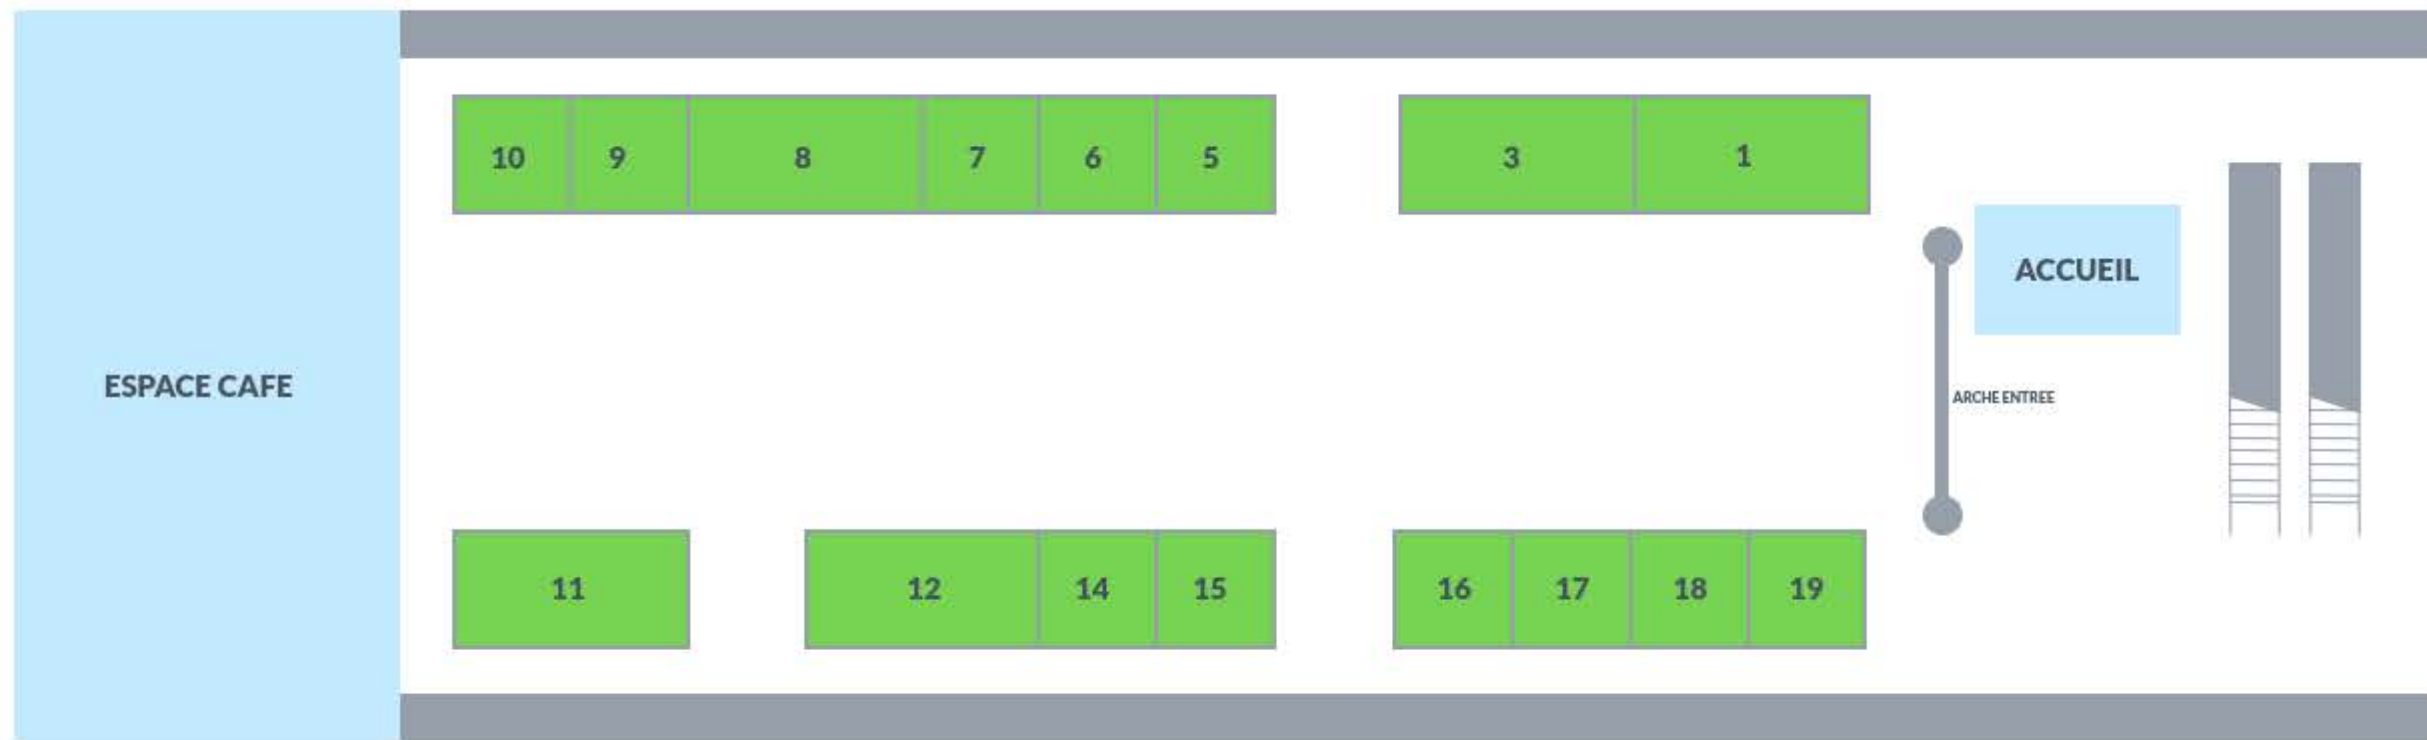 10 9 8 7 6 5 3 1
ACCUEIL
ESPACE CAFE
ARCHE ENTREE
11 12 14 15 16 17 18 19